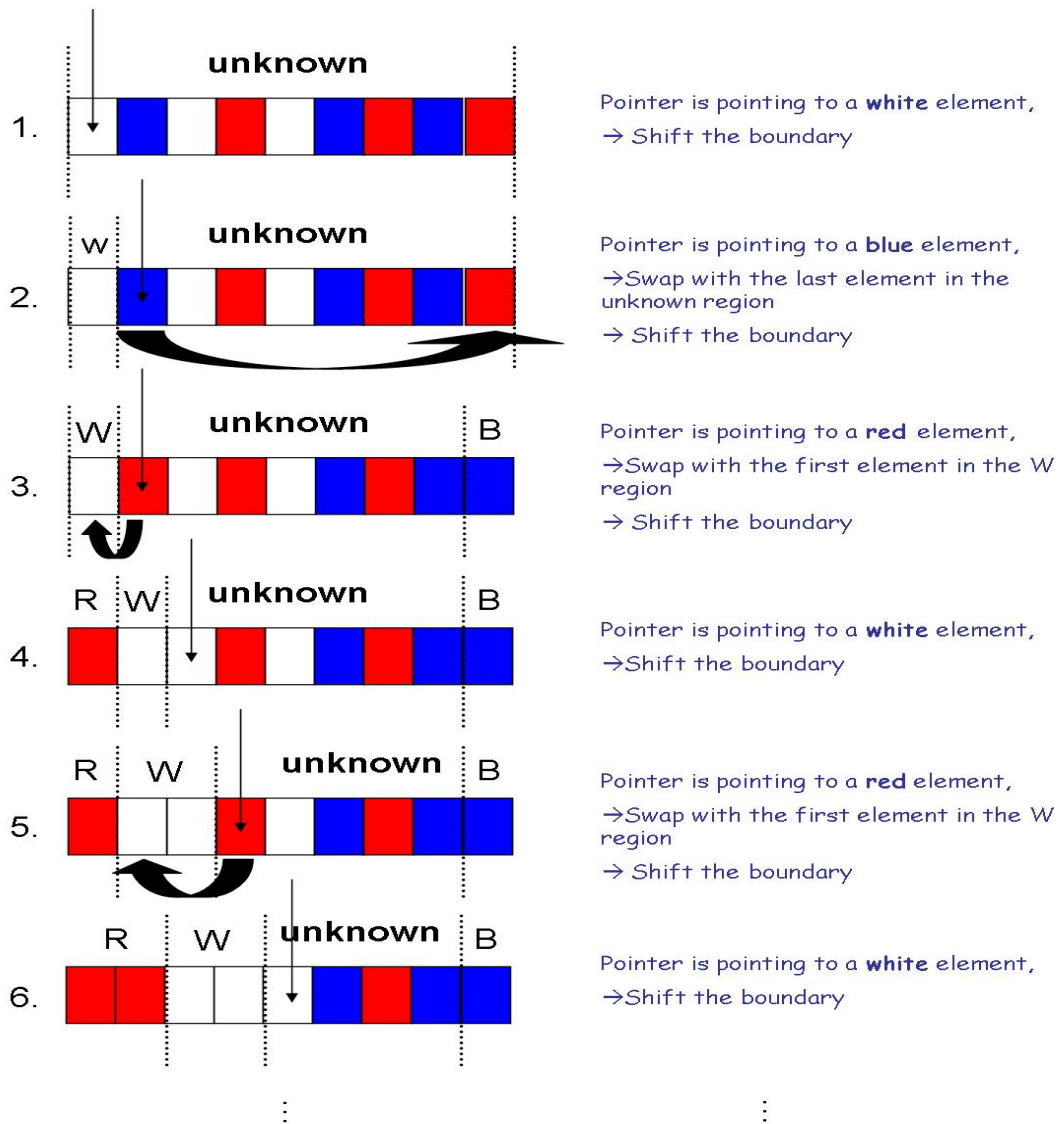 unknown
1.
Pointer is pointing to a white element,
→ Shift the boundary
w
unknown
2.
Pointer is pointing to a blue element,
→Swap with the last element in the
unknown region
→ Shift the boundary
W
unknown
B
3.
Pointer is pointing to a red element,
→Swap with the first element in the W
region
→ Shift the boundary
R
W
unknown
B
4.
Pointer is pointing to a white element,
→Shift the boundary
R
W
unknown
B
5.
Pointer is pointing to a red element,
→Swap with the first element in the W
region
→ Shift the boundary
R
W
unknown
B
6.
Pointer is pointing to a white element,
→Shift the boundary
⋮
⋮